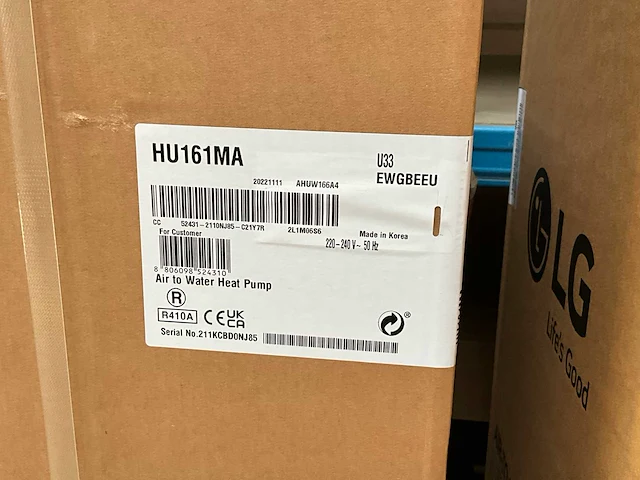 HU161MA
U33
EWGBEEU
20221111 AHUW166A4
CC 52431-2110NJ85-C21Y7R 2L1M06S6
For Customer
Made in Korea
220-240 V~ 50 Hz
8 806098 524310
Air to Water Heat Pump
R
R410A CE UK CA
Serial No.211KCBD0NJ85
LG
Life's Good